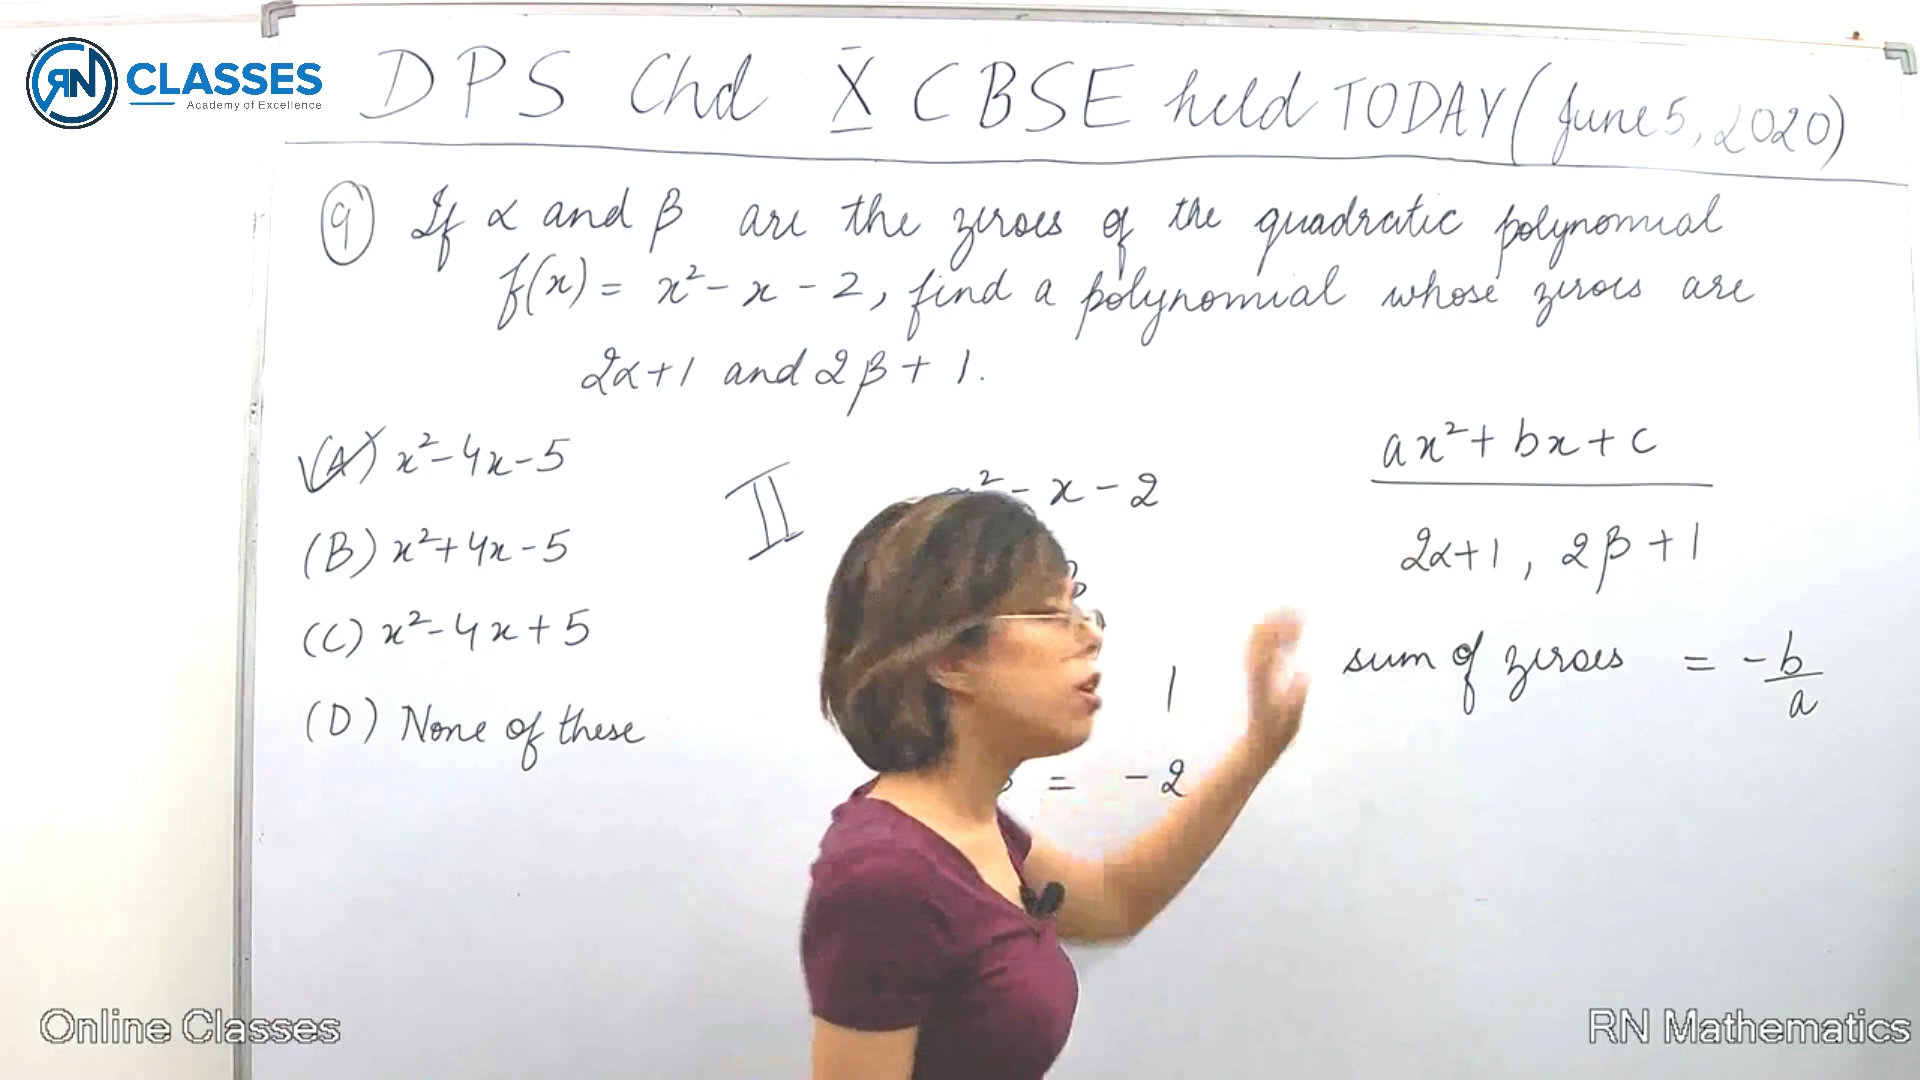 RN CLASSES
Academy of Excellence
DPS Chd X CBSE held TODAY (June 5, 2020)
9 If α and β are the zeroes of the quadratic polynomial
f(x) = x² - x - 2, find a polynomial whose zeroes are
2α+1 and 2β+1.
(A) x²-4x-5
(B) x²+4x-5
(C) x²-4x+5
(D) None of these
II
x² - x - 2
1
= -2
ax² + bx + c
2α+1, 2β+1
sum of zeroes = -b/a
Online Classes
RN Mathematics